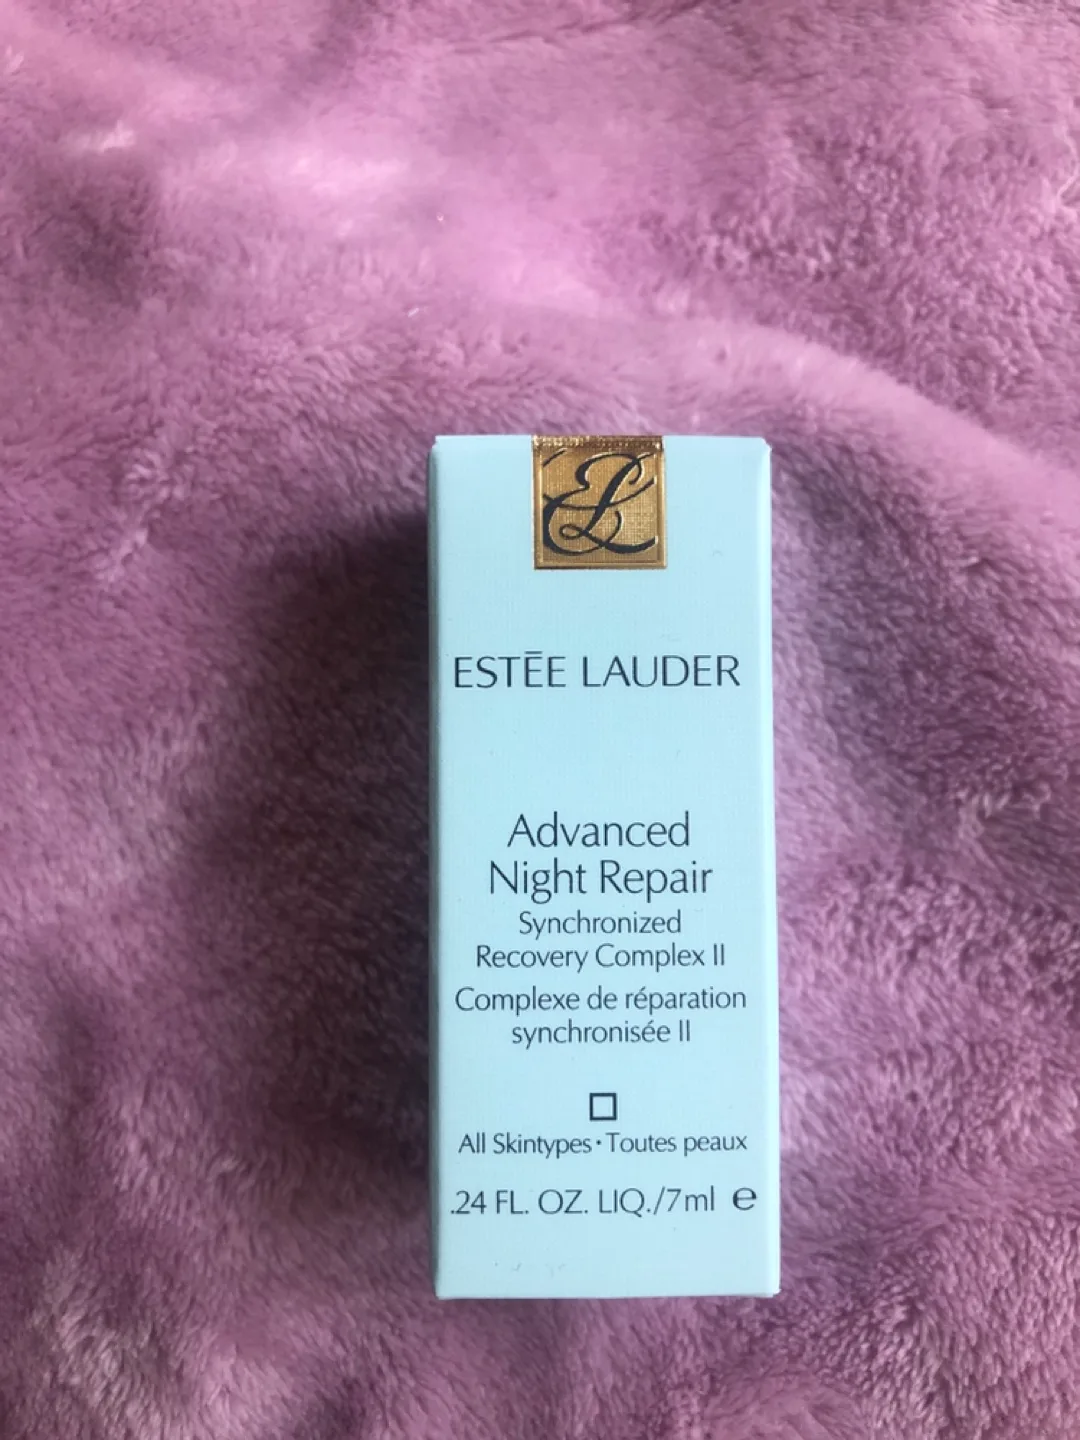 EL
ESTĒE LAUDER
Advanced
Night Repair
Synchronized
Recovery Complex II
Complexe de réparation
synchronisée II
All Skintypes • Toutes peaux
.24 FL. OZ. LIQ./7ml ℮